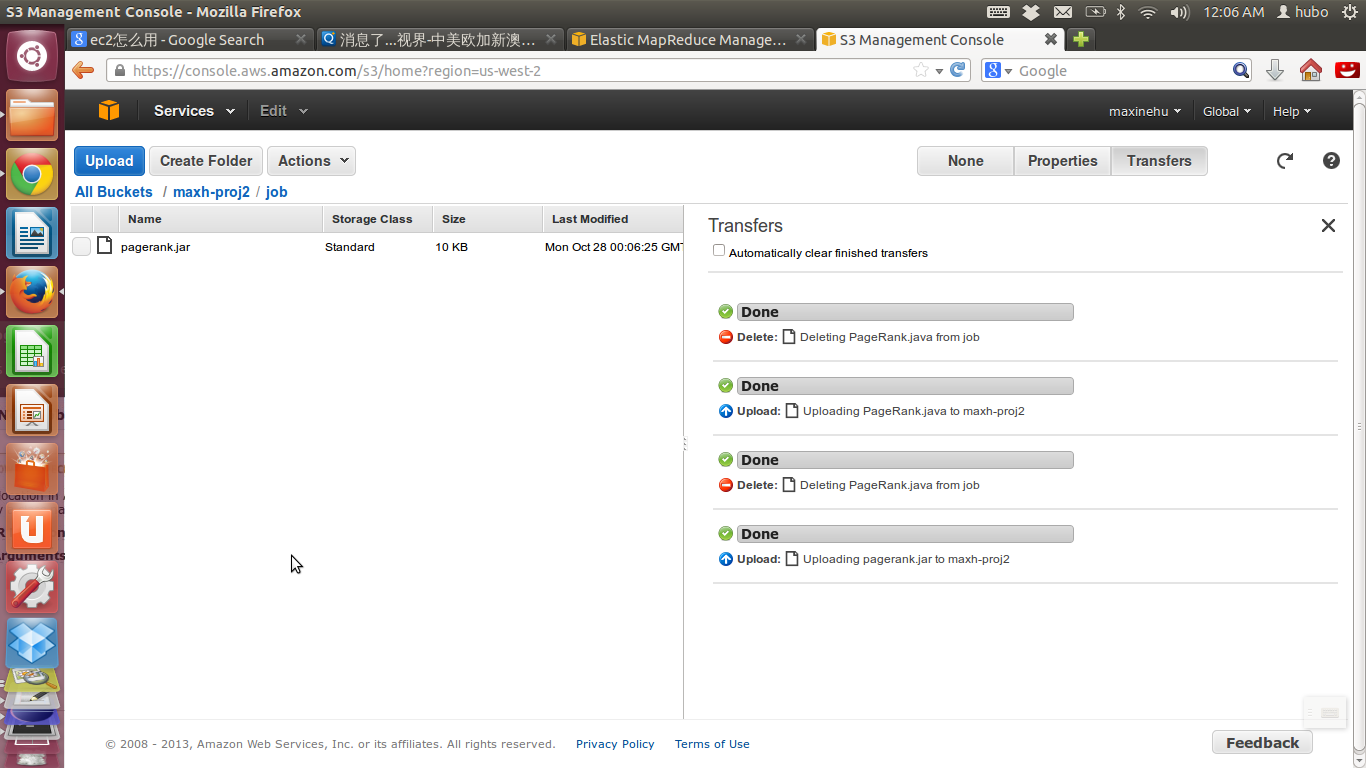 S3 Management Console - Mozilla Firefox
12:06 AM hubo
ec2怎么用 - Google Search
消息了...视界-中美欧加新澳...
Elastic MapReduce Manage...
S3 Management Console
https://console.aws.amazon.com/s3/home?region=us-west-2
Google
Services Edit
maxinehu Global Help
Upload Create Folder Actions
None Properties Transfers
All Buckets / maxh-proj2 / job
Name Storage Class Size Last Modified
pagerank.jar Standard 10 KB Mon Oct 28 00:06:25 GMT
Transfers
Automatically clear finished transfers
Done
Delete: Deleting PageRank.java from job
Done
Upload: Uploading PageRank.java to maxh-proj2
Done
Delete: Deleting PageRank.java from job
Done
Upload: Uploading pagerank.jar to maxh-proj2
© 2008 - 2013, Amazon Web Services, Inc. or its affiliates. All rights reserved. Privacy Policy Terms of Use
Feedback